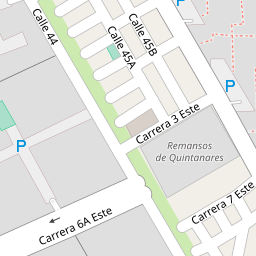 Calle 44
Calle 45A
Calle 45B
P
Carrera 3 Este
P
Remansos
de Quintanares
P
Carrera 7 Este
Carrera 6A Este